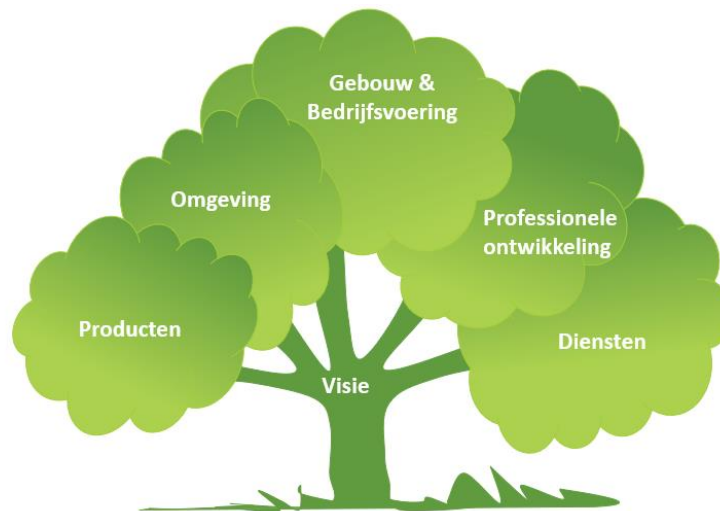 Gebouw &
Bedrijfsvoering
Omgeving
Professionele
ontwikkeling
Producten
Diensten
Visie